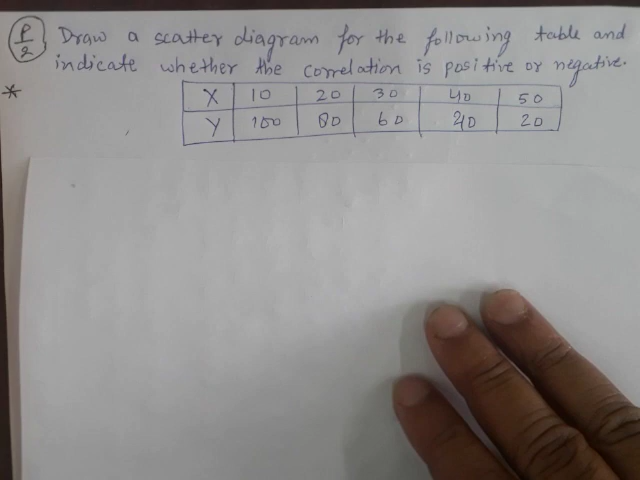 P/2 Draw a scatter diagram for the following table and
indicate whether the correlation is positive or negative.
* X 10 20 30 40 50
Y 100 80 60 40 20